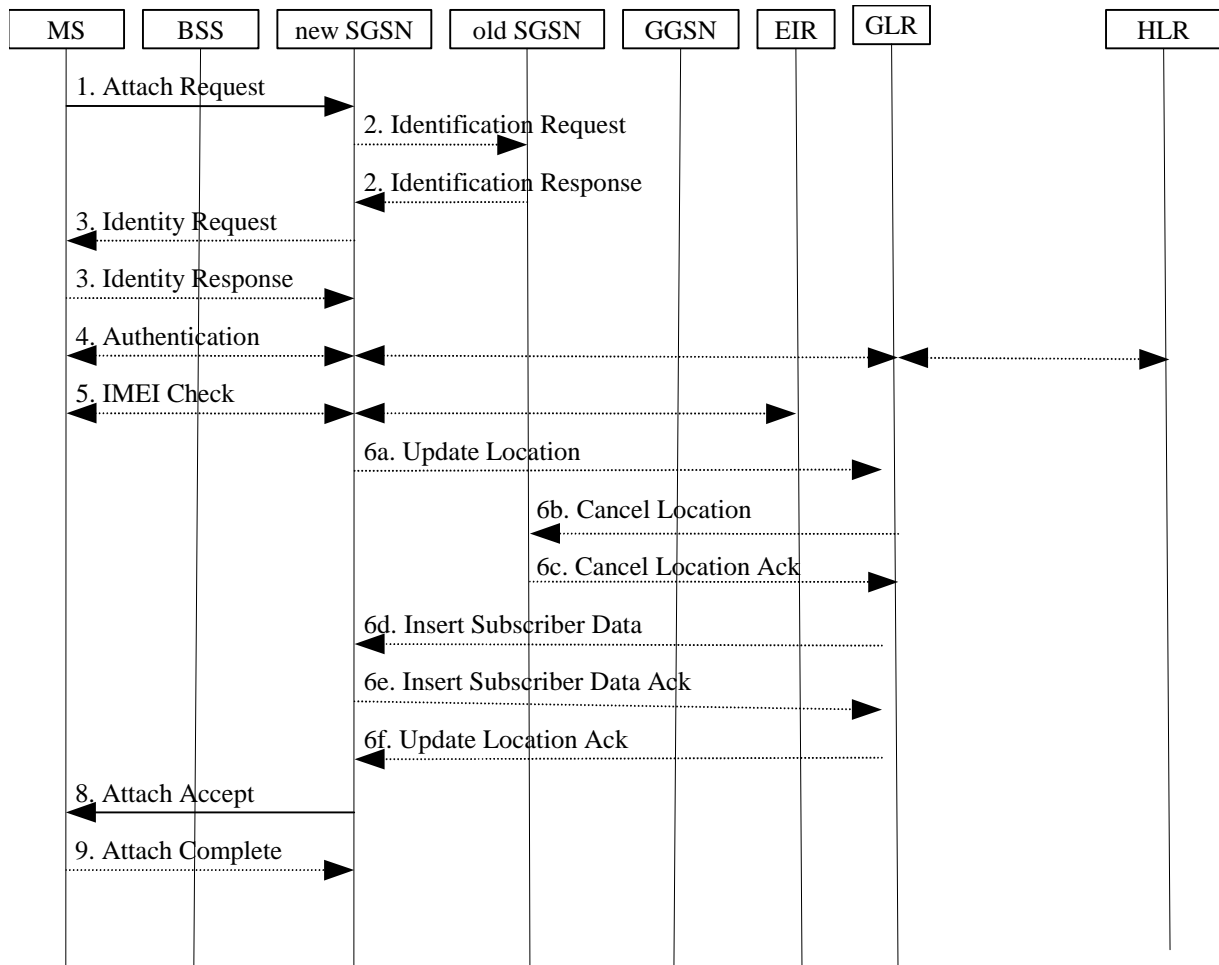 MS
BSS
new SGSN
old SGSN
GGSN
EIR
GLR
HLR
1. Attach Request
2. Identification Request
2. Identification Response
3. Identity Request
3. Identity Response
4. Authentication
5. IMEI Check
6a. Update Location
6b. Cancel Location
6c. Cancel Location Ack
6d. Insert Subscriber Data
6e. Insert Subscriber Data Ack
6f. Update Location Ack
8. Attach Accept
9. Attach Complete